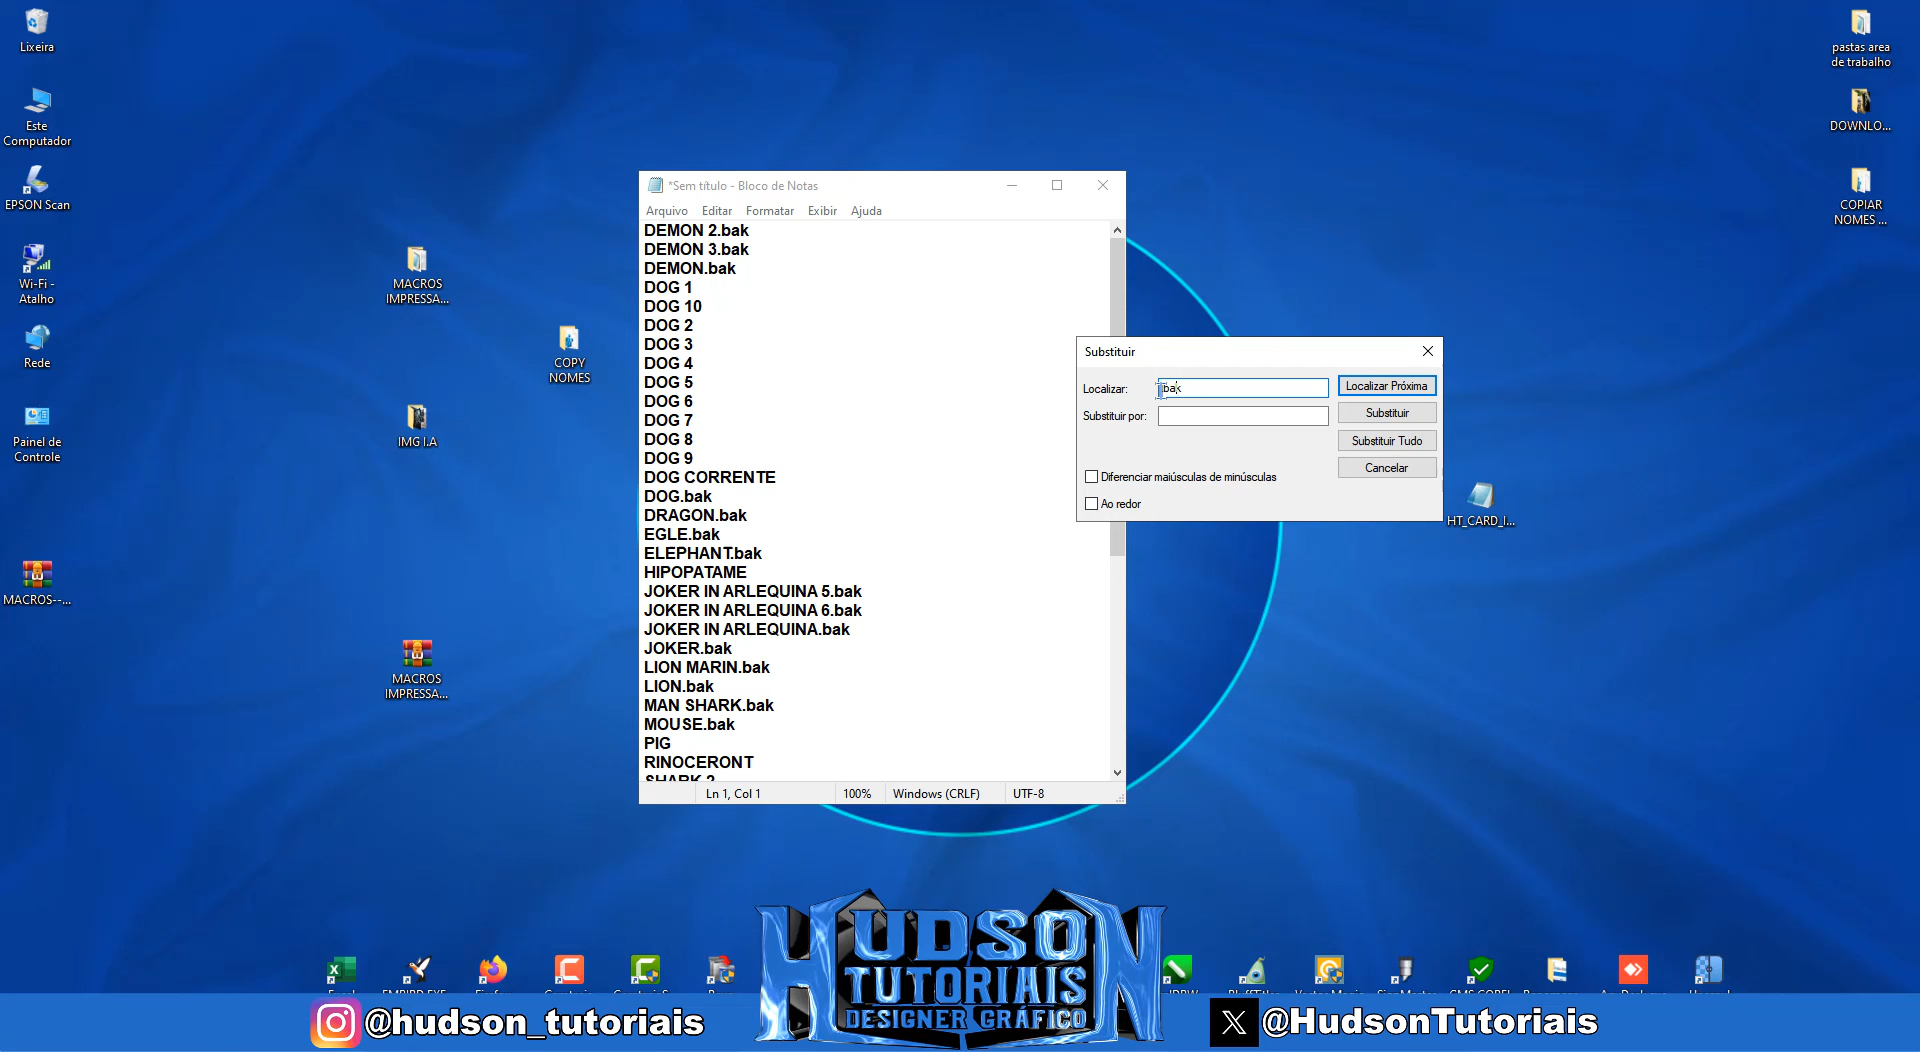 Lixeira
Este
Computador
EPSON Scan
Wi-Fi -
Atalho
Rede
Painel de
Controle
MACROS--...
MACROS
IMPRESSA...
COPY
NOMES
IMG I.A
MACROS
IMPRESSA...
*Sem título - Bloco de Notas
Arquivo Editar Formatar Exibir Ajuda
DEMON 2.bak
DEMON 3.bak
DEMON.bak
DOG 1
DOG 10
DOG 2
DOG 3
DOG 4
DOG 5
DOG 6
DOG 7
DOG 8
DOG 9
DOG CORRENTE
DOG.bak
DRAGON.bak
EGLE.bak
ELEPHANT.bak
HIPOPATAME
JOKER IN ARLEQUINA 5.bak
JOKER IN ARLEQUINA 6.bak
JOKER IN ARLEQUINA.bak
JOKER.bak
LION MARIN.bak
LION.bak
MAN SHARK.bak
MOUSE.bak
PIG
RINOCERONT
SHARK 2
Ln 1, Col 1 100% Windows (CRLF) UTF-8
Substituir
Localizar: bak Localizar Próxima
Substituir por: Substituir
Substituir Tudo
Cancelar
Diferenciar maiúsculas de minúsculas
Ao redor
HT_CARD_I...
pastas area
de trabalho
DOWNLO...
COPIAR
NOMES ...
HUDSON
TUTORIAIS
DESIGNER GRÁFICO
@hudson_tutoriais
@HudsonTutoriais